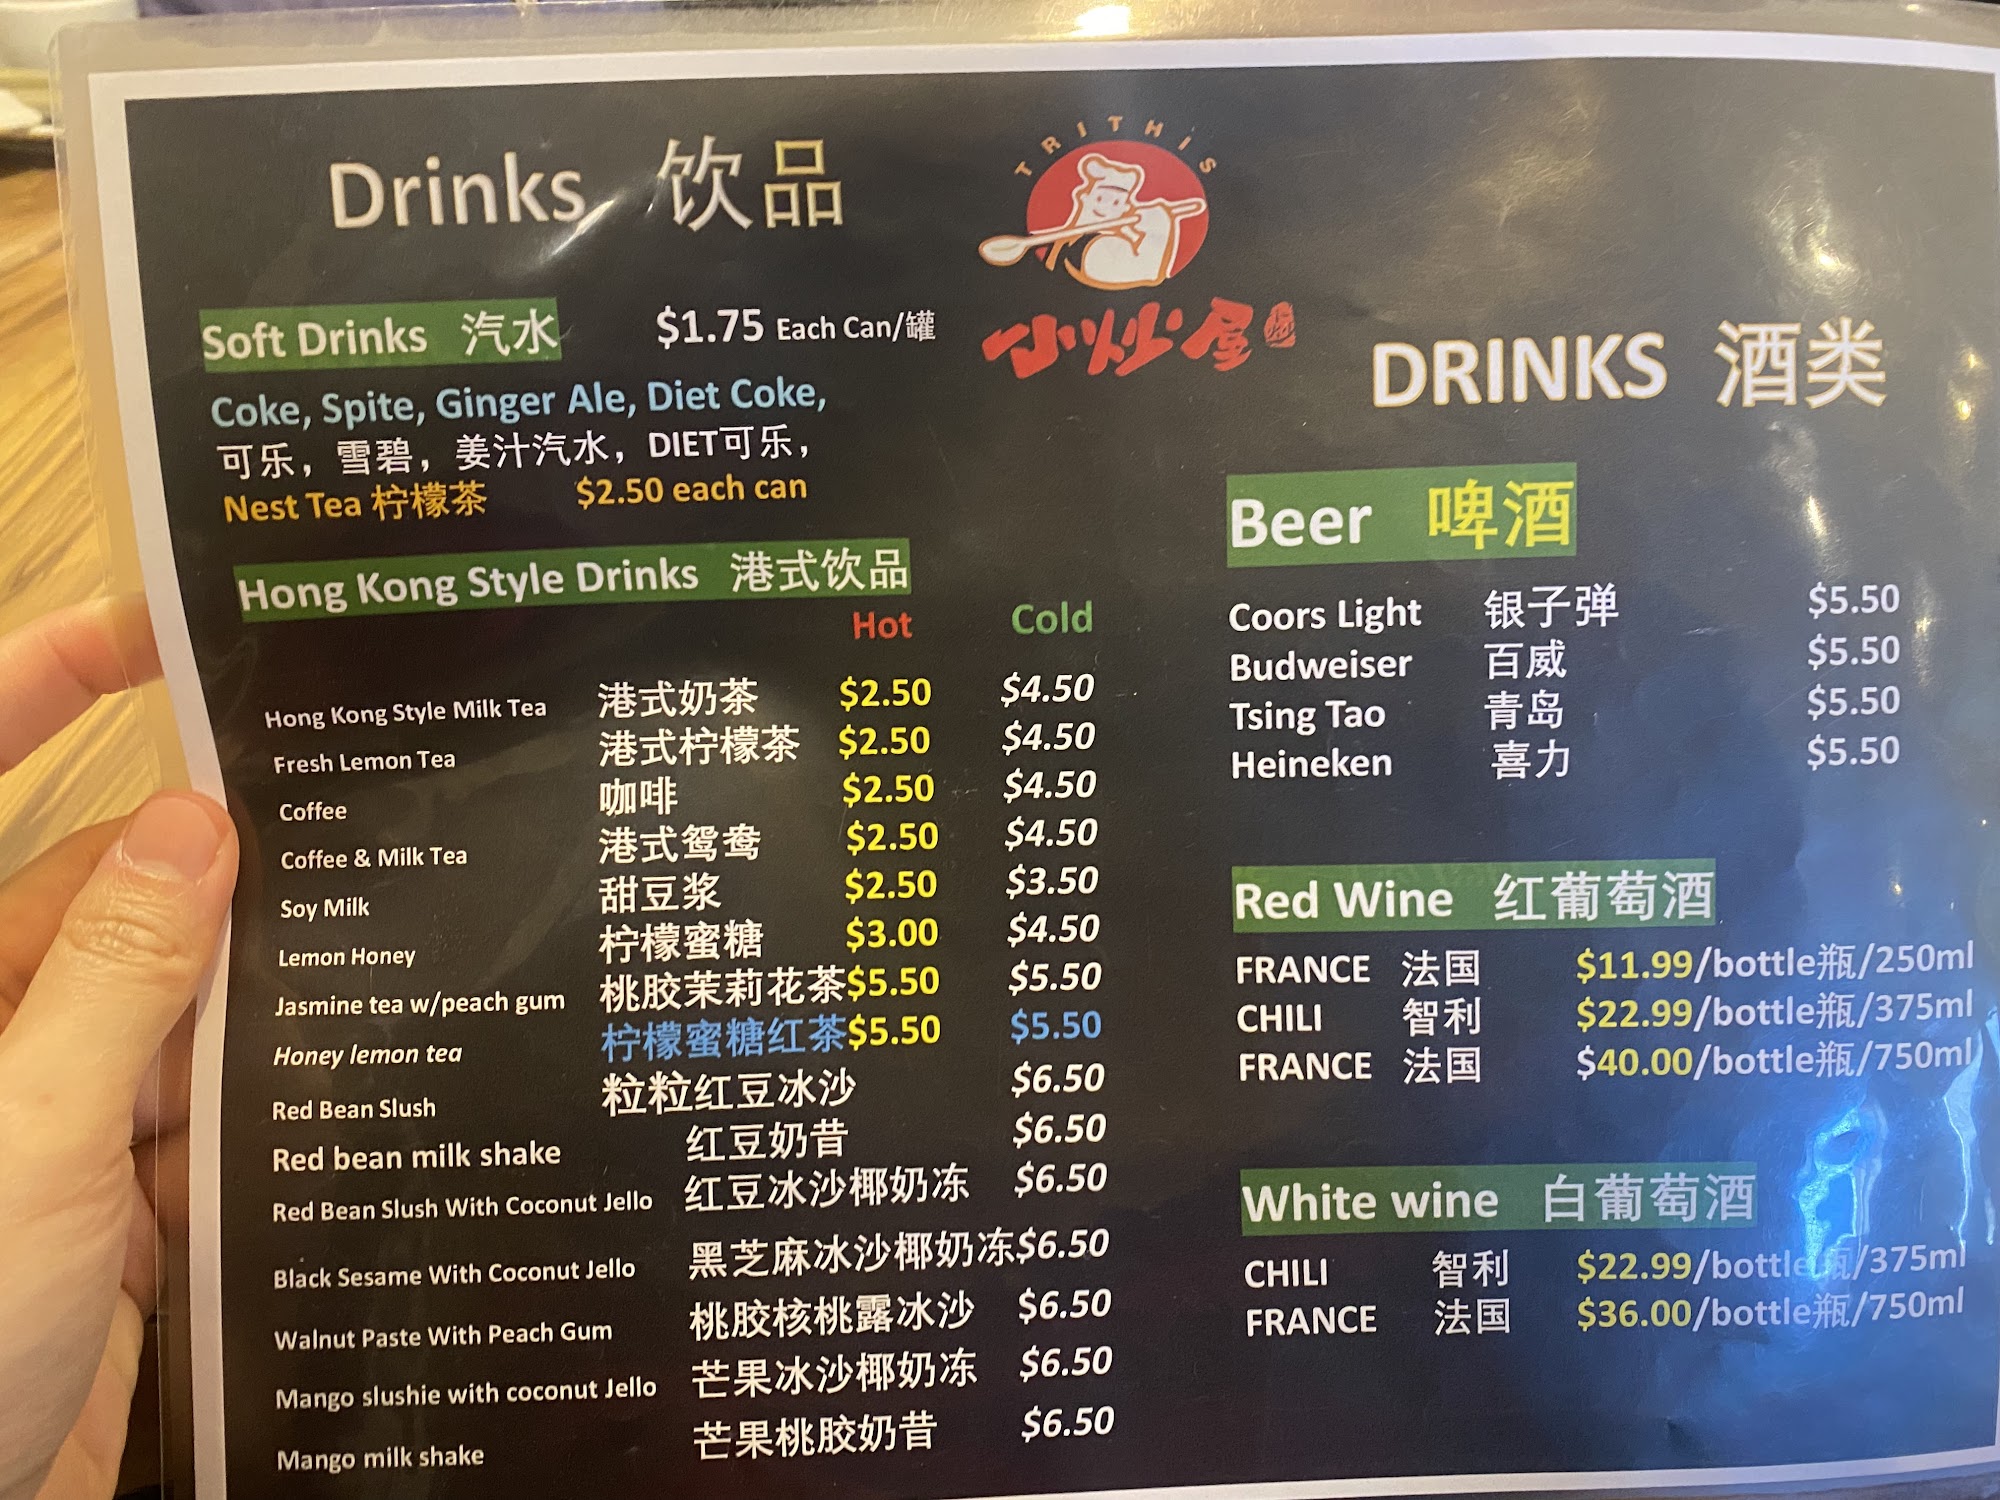 Drinks 饮品
TRITHIS
小炒屋
Soft Drinks 汽水 $1.75 Each Can/罐
Coke, Spite, Ginger Ale, Diet Coke,
可乐，雪碧，姜汁汽水，DIET可乐，
Nest Tea 柠檬茶 $2.50 each can
Hong Kong Style Drinks 港式饮品
Hot Cold
Hong Kong Style Milk Tea 港式奶茶 $2.50 $4.50
Fresh Lemon Tea 港式柠檬茶 $2.50 $4.50
Coffee 咖啡 $2.50 $4.50
Coffee & Milk Tea 港式鸳鸯 $2.50 $4.50
Soy Milk 甜豆浆 $2.50 $3.50
Lemon Honey 柠檬蜜糖 $3.00 $4.50
Jasmine tea w/peach gum 桃胶茉莉花茶 $5.50 $5.50
Honey lemon tea 柠檬蜜糖红茶 $5.50 $5.50
Red Bean Slush 粒粒红豆冰沙 $6.50
Red bean milk shake 红豆奶昔 $6.50
Red Bean Slush With Coconut Jello 红豆冰沙椰奶冻 $6.50
Black Sesame With Coconut Jello 黑芝麻冰沙椰奶冻 $6.50
Walnut Paste With Peach Gum 桃胶核桃露冰沙 $6.50
Mango slushie with coconut Jello 芒果冰沙椰奶冻 $6.50
Mango milk shake 芒果桃胶奶昔 $6.50
DRINKS 酒类
Beer 啤酒
Coors Light 银子弹 $5.50
Budweiser 百威 $5.50
Tsing Tao 青岛 $5.50
Heineken 喜力 $5.50
Red Wine 红葡萄酒
FRANCE 法国 $11.99/bottle瓶/250ml
CHILI 智利 $22.99/bottle瓶/375ml
FRANCE 法国 $40.00/bottle瓶/750ml
White wine 白葡萄酒
CHILI 智利 $22.99/bottle瓶/375ml
FRANCE 法国 $36.00/bottle瓶/750ml